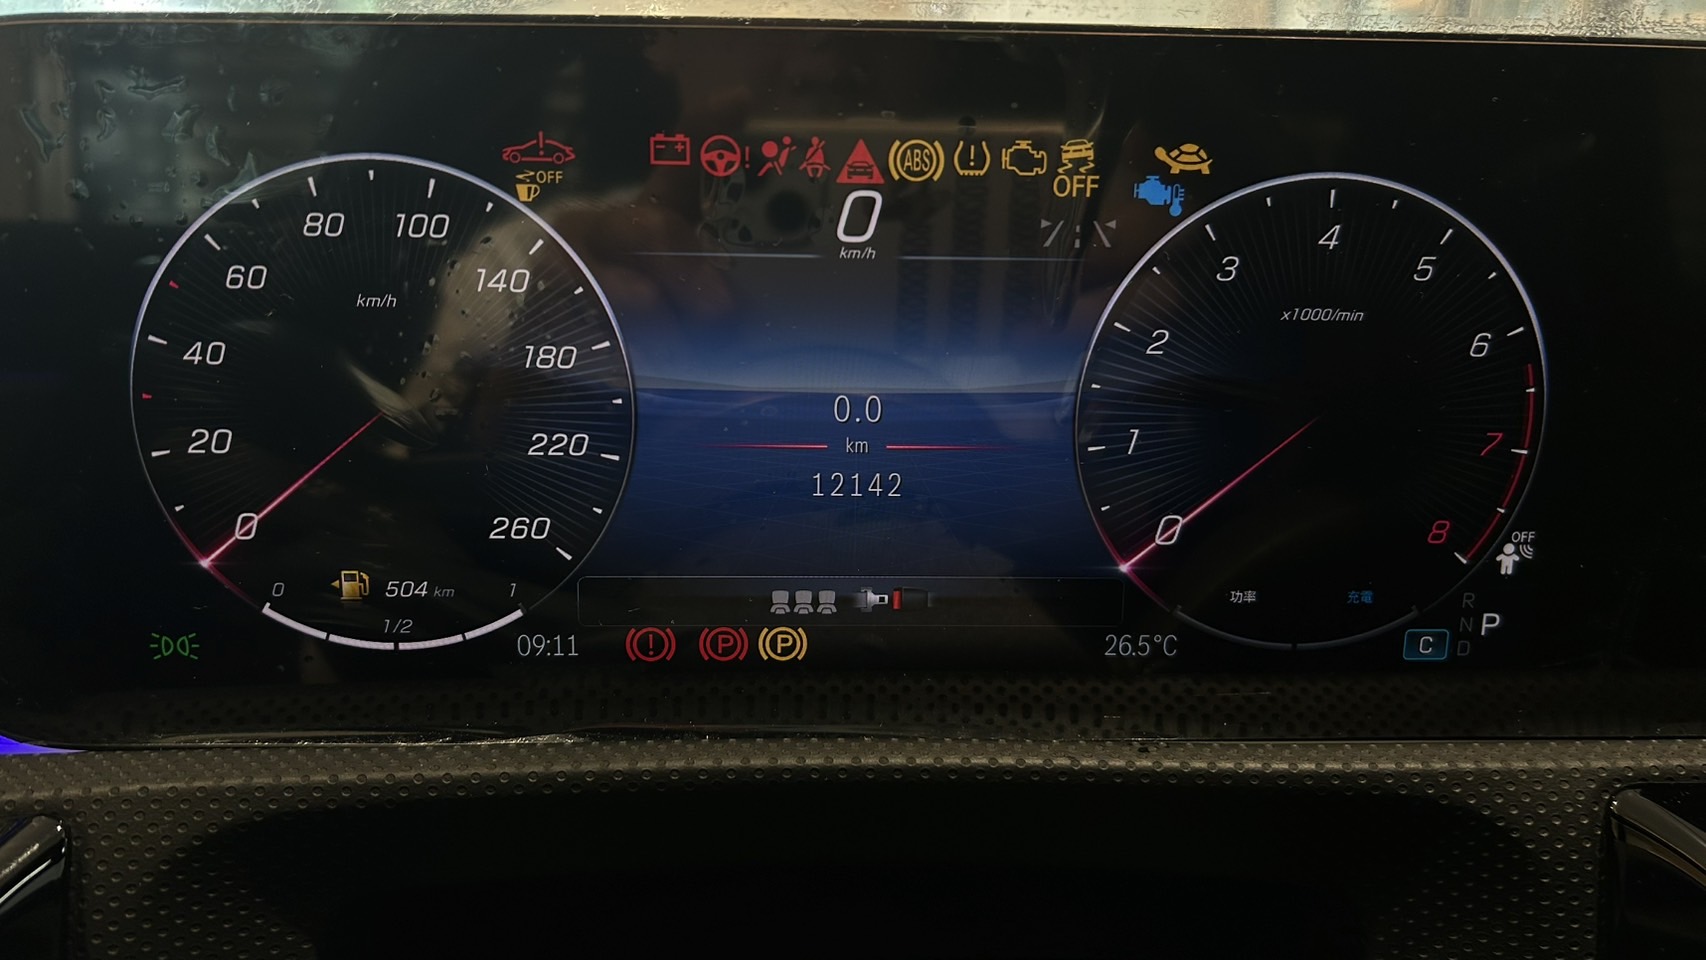 OFF
ABS
OFF
0
km/h
80 100
60 140
km/h
40 180
20 220
0 260
0 504 km 1
1/2
09:11
0.0
km
12142
P P
26.5°C
4
3 5
x1000/min
2 6
1 7
0 8
功率 充電
OFF
R
N P
C D